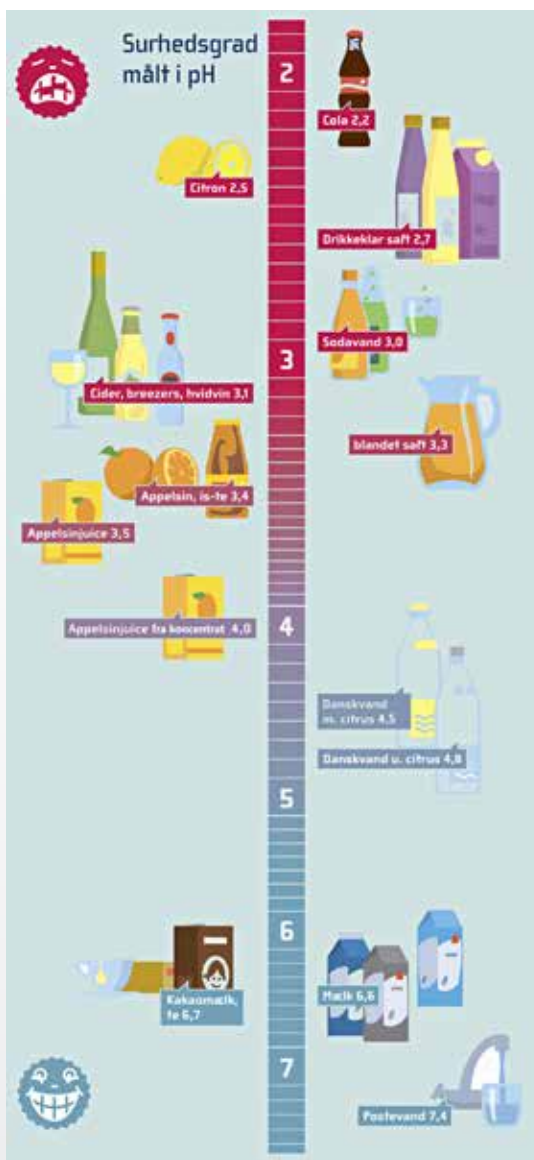 Surhedsgrad
målt i pH
2
Cola 2,2
Citron 2,5
Drikkeklar saft 2,7
Sodavand 3,0
3
Cider, breezers, hvidvin 3,1
blandet saft 3,3
Appelsin, is-te 3,4
Appelsinjuice 3,5
4
Appelsinjuice fra koncentrat 4,0
Danskvand
m. citrus 4,5
Danskvand u. citrus 4,8
5
6
Kakaomælk,
te 6,7
Mælk 6,6
7
Postevand 7,4